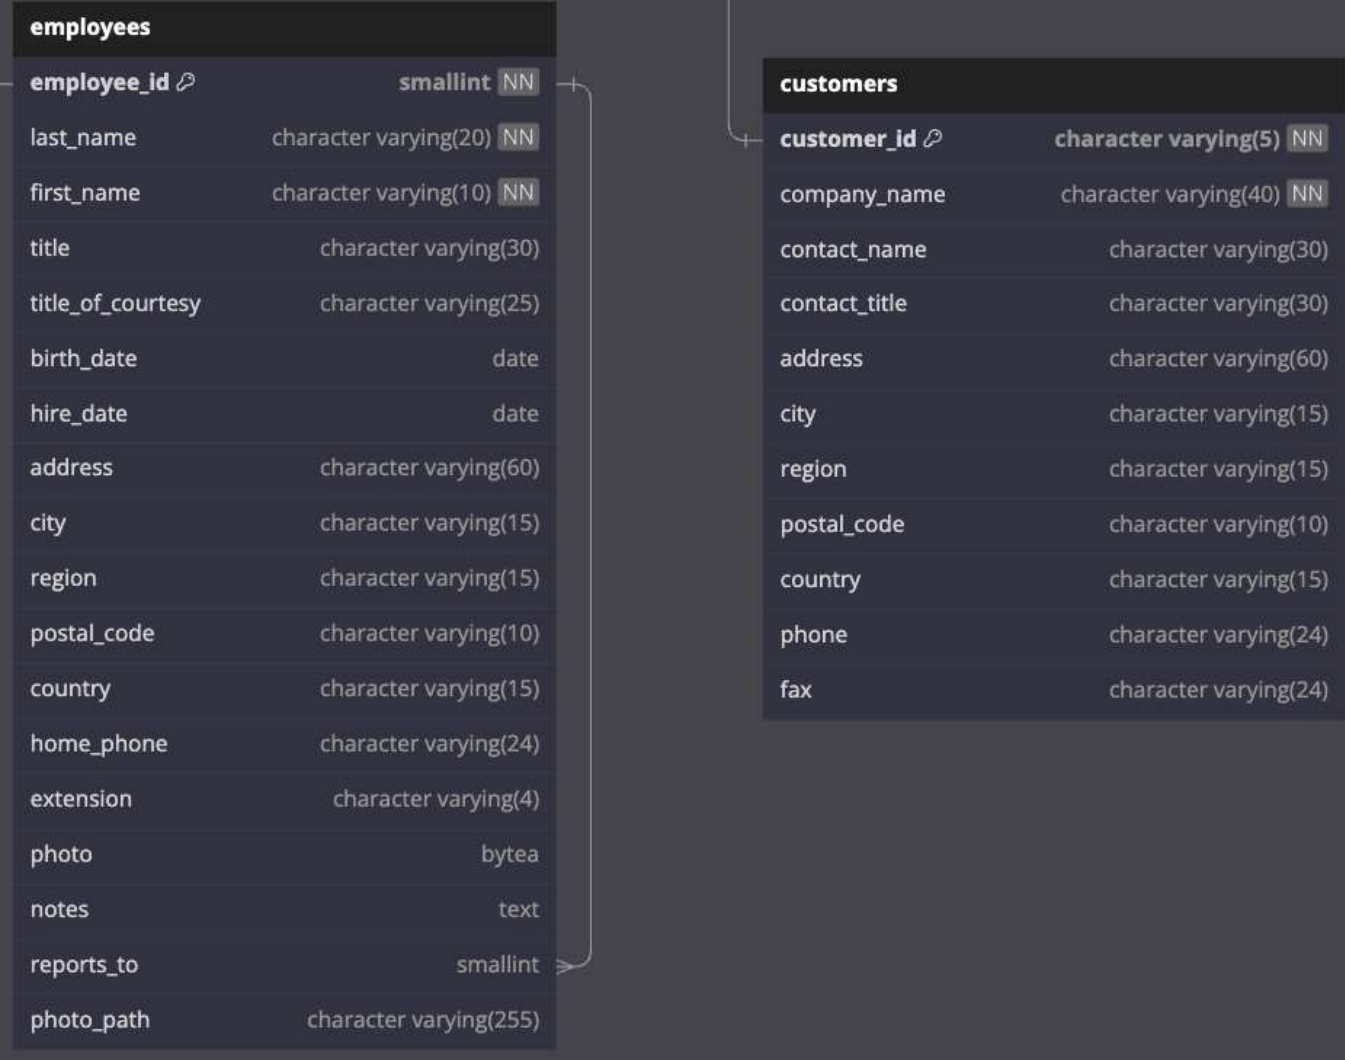 employees
employee_id smallint NN
last_name character varying(20) NN
first_name character varying(10) NN
title character varying(30)
title_of_courtesy character varying(25)
birth_date date
hire_date date
address character varying(60)
city character varying(15)
region character varying(15)
postal_code character varying(10)
country character varying(15)
home_phone character varying(24)
extension character varying(4)
photo bytea
notes text
reports_to smallint
photo_path character varying(255)
customers
customer_id character varying(5) NN
company_name character varying(40) NN
contact_name character varying(30)
contact_title character varying(30)
address character varying(60)
city character varying(15)
region character varying(15)
postal_code character varying(10)
country character varying(15)
phone character varying(24)
fax character varying(24)